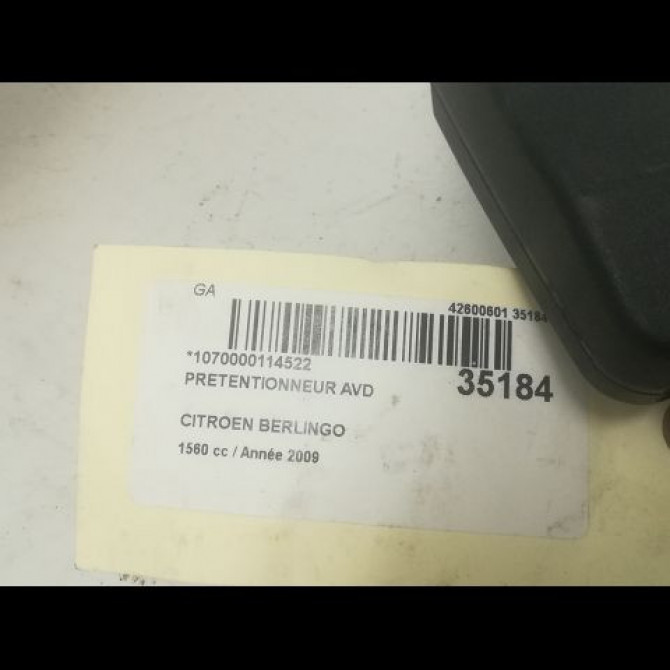 GA
42600601 35184
*1070000114522
PRETENTIONNEUR AVD 35184
CITROEN BERLINGO
1560 cc / Année 2009